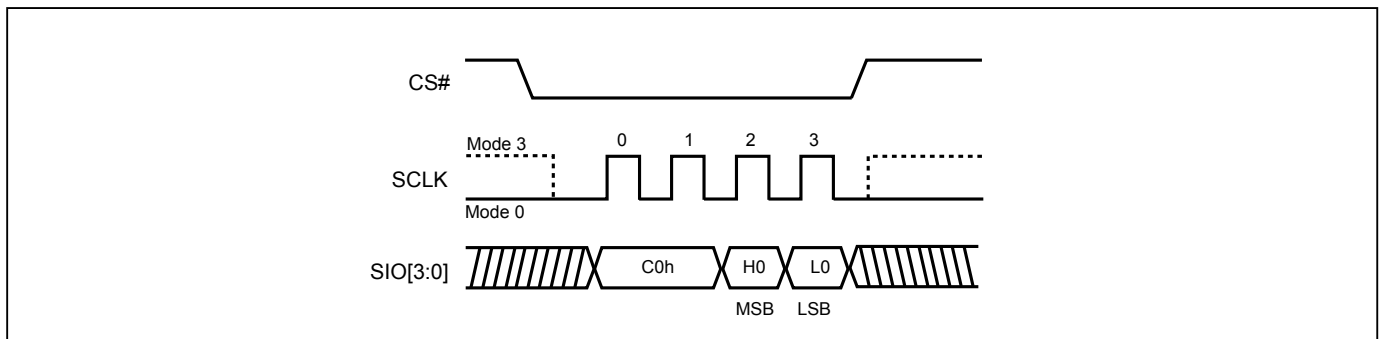 CS#
Mode 3 0 1 2 3
SCLK
Mode 0
SIO[3:0] C0h H0 L0
MSB LSB